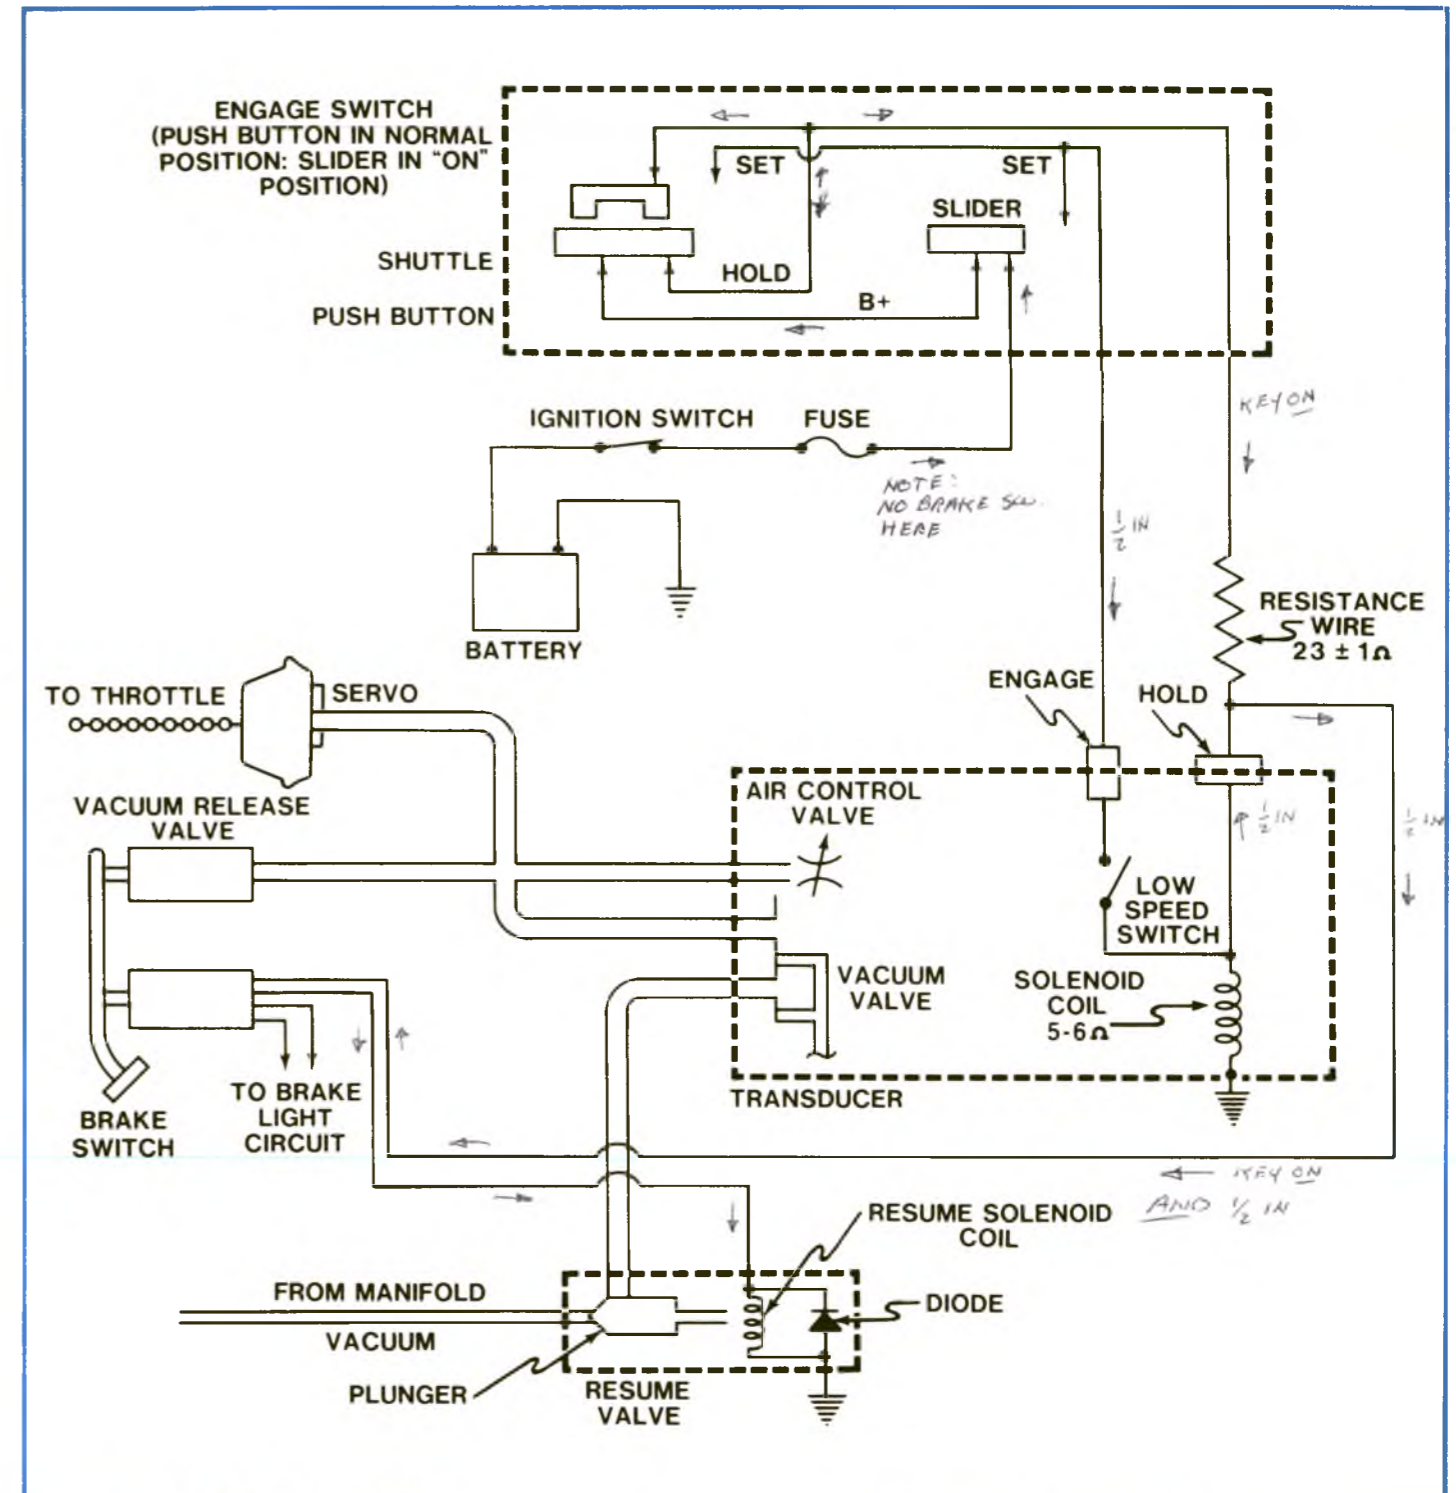 ENGAGE SWITCH
(PUSH BUTTON IN NORMAL
POSITION: SLIDER IN "ON"
POSITION)
SET
SET
SLIDER
SHUTTLE
HOLD
PUSH BUTTON
B+
KEY ON
IGNITION SWITCH
FUSE
NOTE:
NO BRAKE SW.
HERE
1/2 IN
BATTERY
RESISTANCE
WIRE
23 ± 1Ω
ENGAGE
HOLD
TO THROTTLE
SERVO
AIR CONTROL
VALVE
VACUUM RELEASE
VALVE
1/2 IN
1/2 IN
LOW
SPEED
SWITCH
VACUUM
VALVE
SOLENOID
COIL
5-6Ω
TRANSDUCER
TO BRAKE
LIGHT
CIRCUIT
BRAKE
SWITCH
KEY ON
AND 1/2 IN
RESUME SOLENOID
COIL
FROM MANIFOLD
VACUUM
DIODE
PLUNGER
RESUME
VALVE